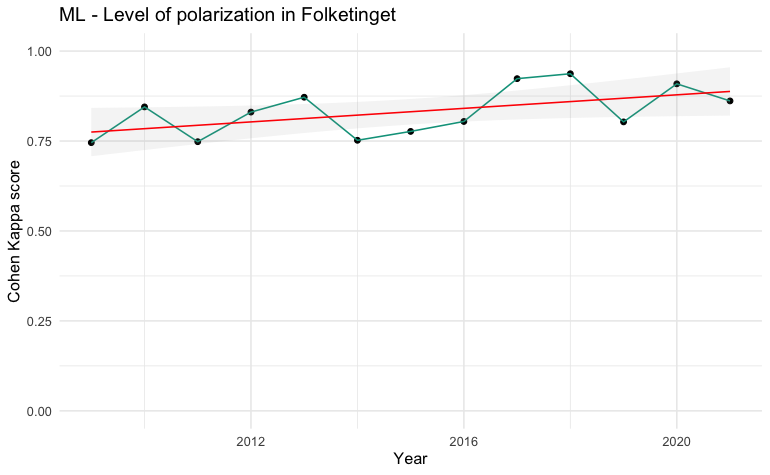 ML - Level of polarization in Folketinget
1.00
0.75
0.50
0.25
0.00
Cohen Kappa score
2012
2016
2020
Year